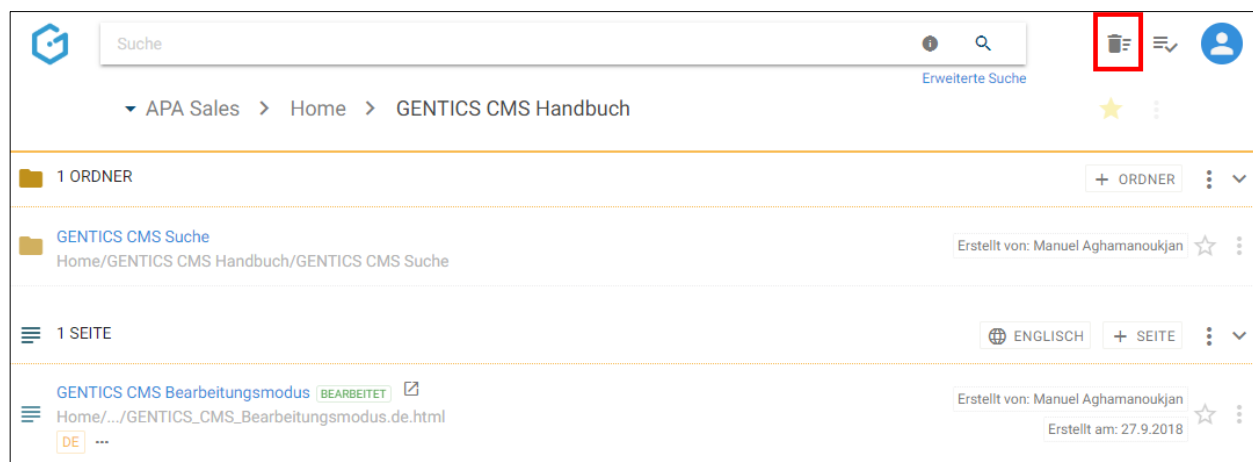 Suche
Erweiterte Suche
APA Sales > Home > GENTICS CMS Handbuch
1 ORDNER
+ ORDNER
GENTICS CMS Suche
Home/GENTICS CMS Handbuch/GENTICS CMS Suche
Erstellt von: Manuel Aghamanoukjan
1 SEITE
ENGLISCH
+ SEITE
GENTICS CMS Bearbeitungsmodus BEARBEITET
Home/.../GENTICS_CMS_Bearbeitungsmodus.de.html
DE ...
Erstellt von: Manuel Aghamanoukjan
Erstellt am: 27.9.2018